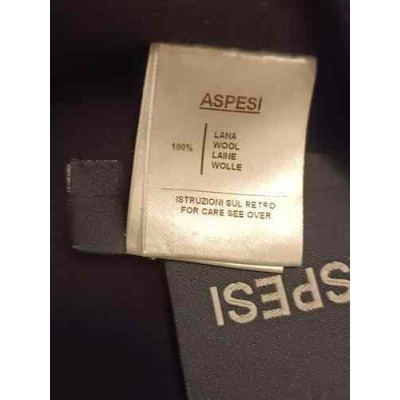 ASPESI
100%
LANA
WOOL
LAINE
WOLLE
ISTRUZIONI SUL RETRO
FOR CARE SEE OVER
SPESI